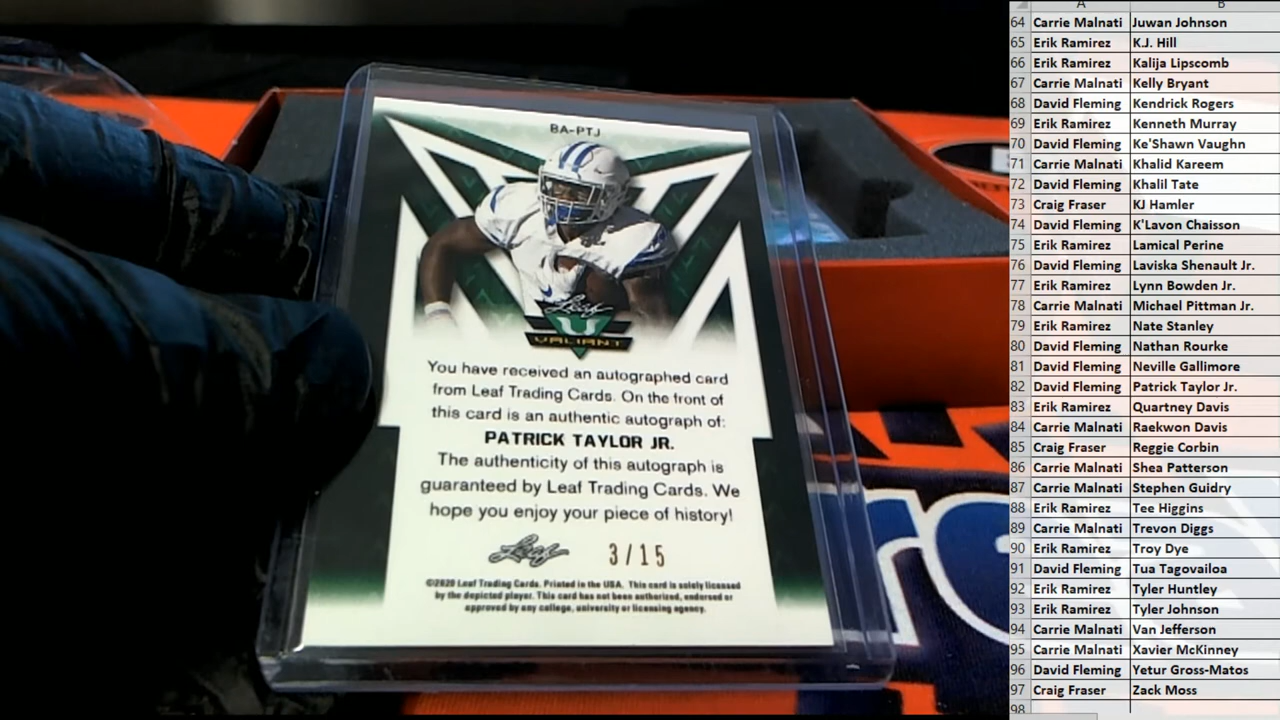 BA-PTJ
Leaf
VALIANT
You have received an autographed card
from Leaf Trading Cards. On the front of
this card is an authentic autograph of:
PATRICK TAYLOR JR.
The authenticity of this autograph is
guaranteed by Leaf Trading Cards. We
hope you enjoy your piece of history!
Leaf 3/15
©2020 Leaf Trading Cards. Printed in the USA. This card is solely licensed
by the depicted player. This card has not been authorized, endorsed or
approved by any college, university or licensing agency.
A B
64 Carrie Malnati Juwan Johnson
65 Erik Ramirez K.J. Hill
66 Erik Ramirez Kalija Lipscomb
67 Carrie Malnati Kelly Bryant
68 David Fleming Kendrick Rogers
69 Erik Ramirez Kenneth Murray
70 David Fleming Ke'Shawn Vaughn
71 Carrie Malnati Khalid Kareem
72 David Fleming Khalil Tate
73 Craig Fraser KJ Hamler
74 David Fleming K'Lavon Chaisson
75 Erik Ramirez Lamical Perine
76 David Fleming Laviska Shenault Jr.
77 Erik Ramirez Lynn Bowden Jr.
78 Carrie Malnati Michael Pittman Jr.
79 Erik Ramirez Nate Stanley
80 David Fleming Nathan Rourke
81 David Fleming Neville Gallimore
82 David Fleming Patrick Taylor Jr.
83 Erik Ramirez Quartney Davis
84 Carrie Malnati Raekwon Davis
85 Craig Fraser Reggie Corbin
86 Carrie Malnati Shea Patterson
87 Carrie Malnati Stephen Guidry
88 Erik Ramirez Tee Higgins
89 Carrie Malnati Trevon Diggs
90 Erik Ramirez Troy Dye
91 David Fleming Tua Tagovailoa
92 Erik Ramirez Tyler Huntley
93 Erik Ramirez Tyler Johnson
94 Carrie Malnati Van Jefferson
95 Carrie Malnati Xavier McKinney
96 David Fleming Yetur Gross-Matos
97 Craig Fraser Zack Moss
98